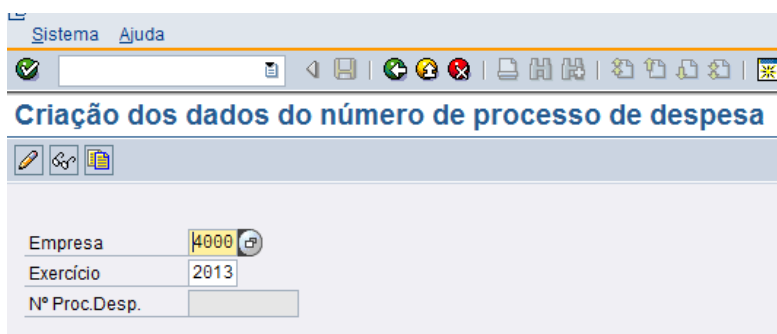 Sistema Ajuda
Criação dos dados do número de processo de despesa
Empresa 4000
Exercício 2013
Nº Proc.Desp.